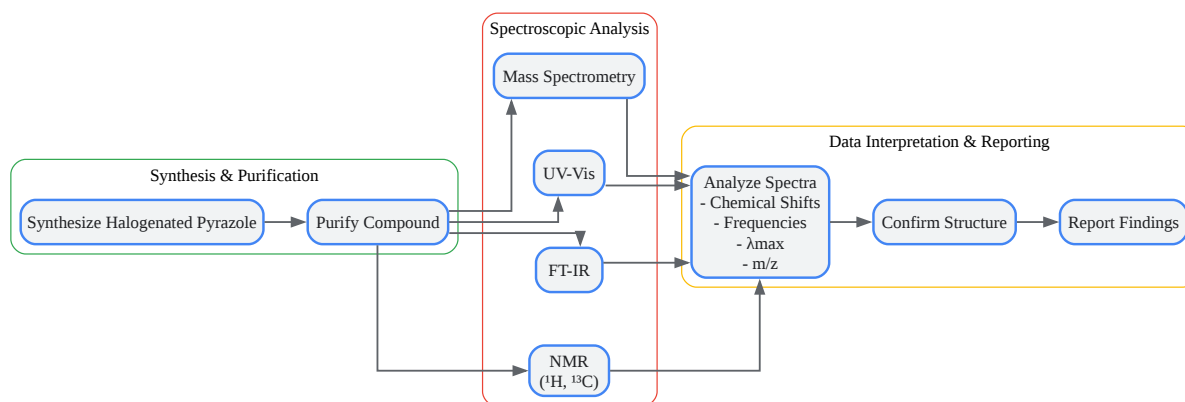 Spectroscopic Analysis
Mass Spectrometry
Data Interpretation & Reporting
Synthesis & Purification
UV-Vis
Analyze Spectra
- Chemical Shifts
- Frequencies
- λmax
- m/z
Synthesize Halogenated Pyrazole
Purify Compound
Confirm Structure
Report Findings
FT-IR
NMR
(¹H, ¹³C)